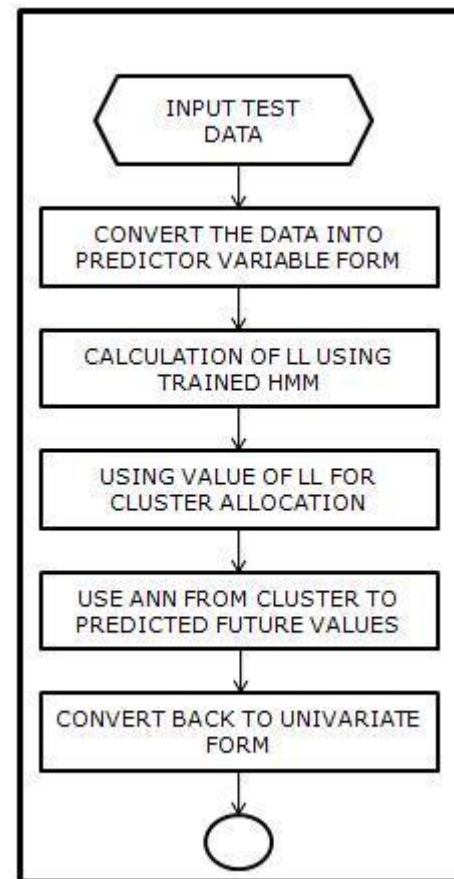 INPUT TEST
DATA
CONVERT THE DATA INTO
PREDICTOR VARIABLE FORM
CALCULATION OF LL USING
TRAINED HMM
USING VALUE OF LL FOR
CLUSTER ALLOCATION
USE ANN FROM CLUSTER TO
PREDICTED FUTURE VALUES
CONVERT BACK TO UNIVARIATE
FORM